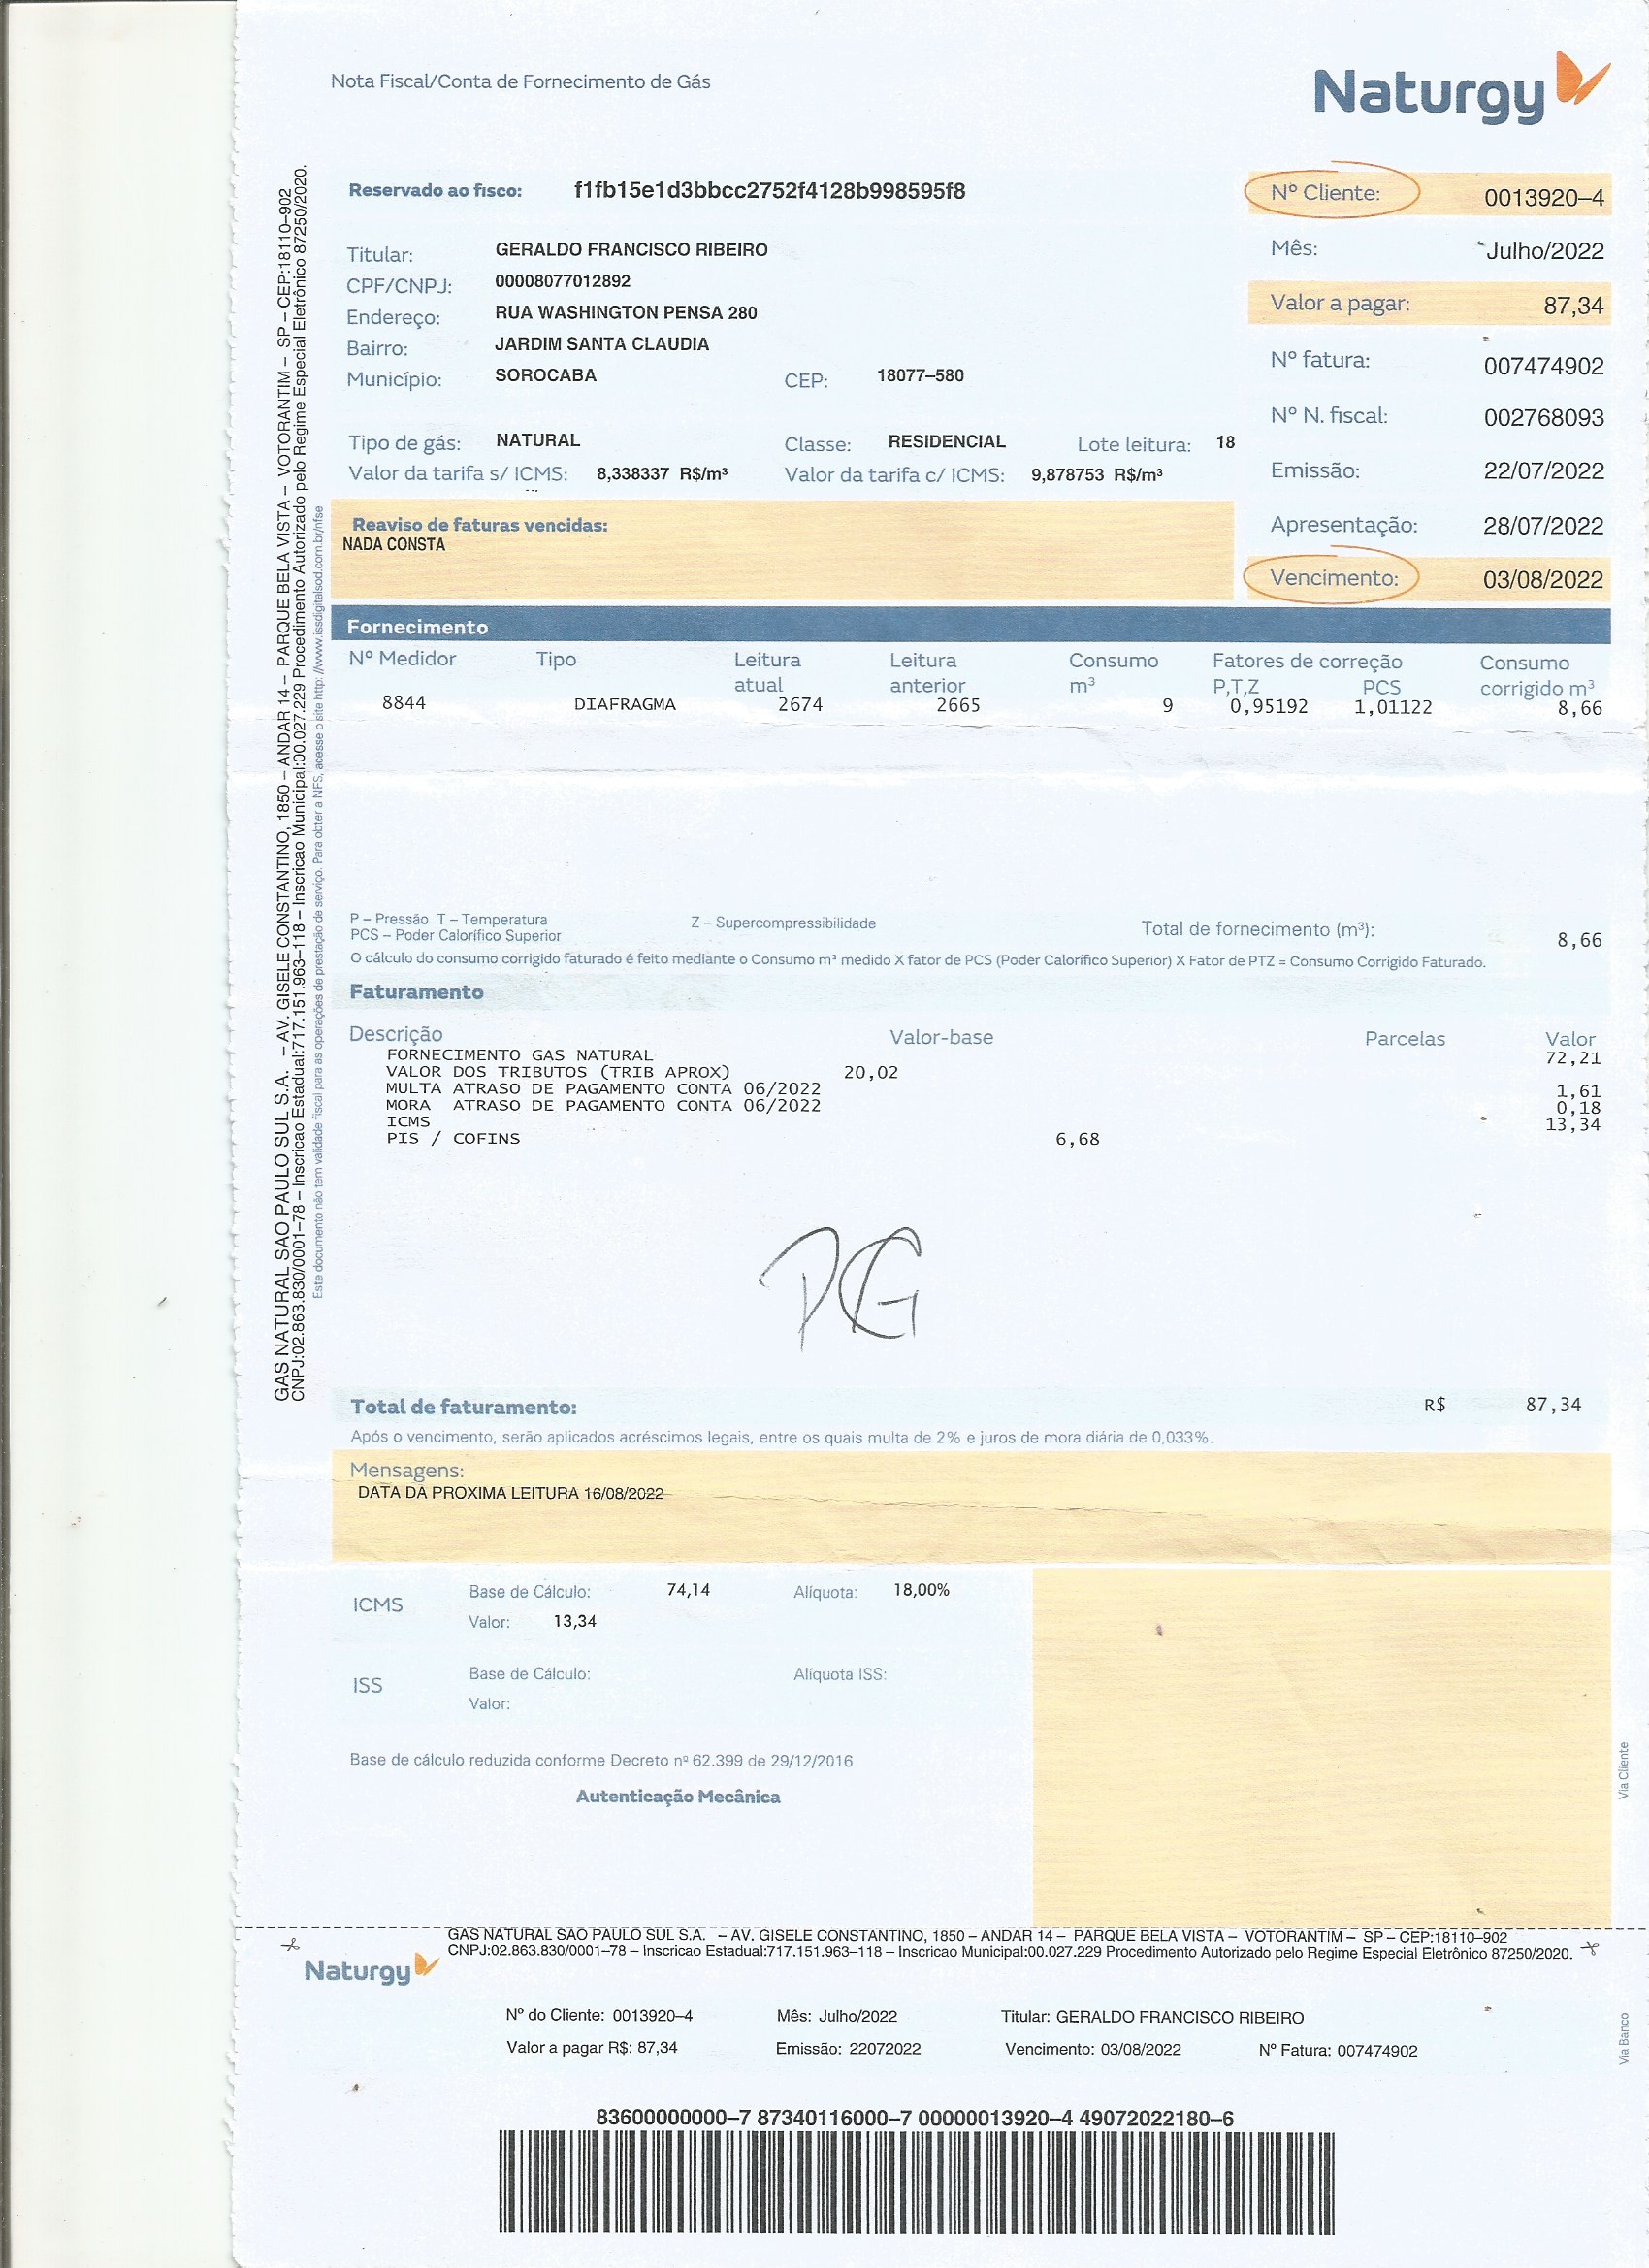 Nota Fiscal/Conta de Fornecimento de Gás
Naturgy
Reservado ao fisco: f1fb15e1d3bbcc2752f4128b998595f8
Nº Cliente: 0013920–4
Mês: Julho/2022
Valor a pagar: 87,34
Nº fatura: 007474902
Nº N. fiscal: 002768093
Emissão: 22/07/2022
Apresentação: 28/07/2022
Vencimento: 03/08/2022
Titular: GERALDO FRANCISCO RIBEIRO
CPF/CNPJ: 00008077012892
Endereço: RUA WASHINGTON PENSA 280
Bairro: JARDIM SANTA CLAUDIA
Município: SOROCABA CEP: 18077–580
Tipo de gás: NATURAL Classe: RESIDENCIAL Lote leitura: 18
Valor da tarifa s/ ICMS: 8,338337 R$/m³ Valor da tarifa c/ ICMS: 9,878753 R$/m³
Reaviso de faturas vencidas:
NADA CONSTA
GAS NATURAL SAO PAULO SUL S.A. – AV. GISELE CONSTANTINO, 1850 – ANDAR 14 – PARQUE BELA VISTA – VOTORANTIM – SP – CEP:18110–902
CNPJ:02.863.830/0001–78 – Inscricao Estadual:717.151.963–118 – Inscricao Municipal:00.027.229 Procedimento Autorizado pelo Regime Especial Eletrônico 87250/2020.
Este documento não tem validade fiscal para as operações de prestação de serviço. Para obter a NFS, acesse o site http: //www.issdigitalsod.com.br/nfse
Fornecimento
Nº Medidor Tipo Leitura atual Leitura anterior Consumo m³ Fatores de correção P,T,Z PCS Consumo corrigido m³
8844 DIAFRAGMA 2674 2665 9 0,95192 1,01122 8,66
P – Pressão T – Temperatura Z – Supercompressibilidade Total de fornecimento (m³): 8,66
PCS – Poder Calorífico Superior
O cálculo do consumo corrigido faturado é feito mediante o Consumo m³ medido X fator de PCS (Poder Calorífico Superior) X Fator de PTZ = Consumo Corrigido Faturado.
Faturamento
Descrição Valor-base Parcelas Valor
FORNECIMENTO GAS NATURAL 72,21
VALOR DOS TRIBUTOS (TRIB APROX) 20,02
MULTA ATRASO DE PAGAMENTO CONTA 06/2022 1,61
MORA ATRASO DE PAGAMENTO CONTA 06/2022 0,18
ICMS 13,34
PIS / COFINS 6,68
PG
Total de faturamento: R$ 87,34
Após o vencimento, serão aplicados acréscimos legais, entre os quais multa de 2% e juros de mora diária de 0,033%.
Mensagens:
DATA DA PROXIMA LEITURA 16/08/2022
ICMS Base de Cálculo: 74,14 Alíquota: 18,00%
Valor: 13,34
ISS Base de Cálculo: Alíquota ISS:
Valor:
Base de cálculo reduzida conforme Decreto nº 62.399 de 29/12/2016
Autenticação Mecânica
Via Cliente
GAS NATURAL SAO PAULO SUL S.A. – AV. GISELE CONSTANTINO, 1850 – ANDAR 14 – PARQUE BELA VISTA – VOTORANTIM – SP – CEP:18110–902
CNPJ:02.863.830/0001–78 – Inscricao Estadual:717.151.963–118 – Inscricao Municipal:00.027.229 Procedimento Autorizado pelo Regime Especial Eletrônico 87250/2020.
Naturgy
Nº do Cliente: 0013920–4 Mês: Julho/2022 Titular: GERALDO FRANCISCO RIBEIRO
Valor a pagar R$: 87,34 Emissão: 22072022 Vencimento: 03/08/2022 Nº Fatura: 007474902
Via Banco
83600000000–7 87340116000–7 00000013920–4 49072022180–6